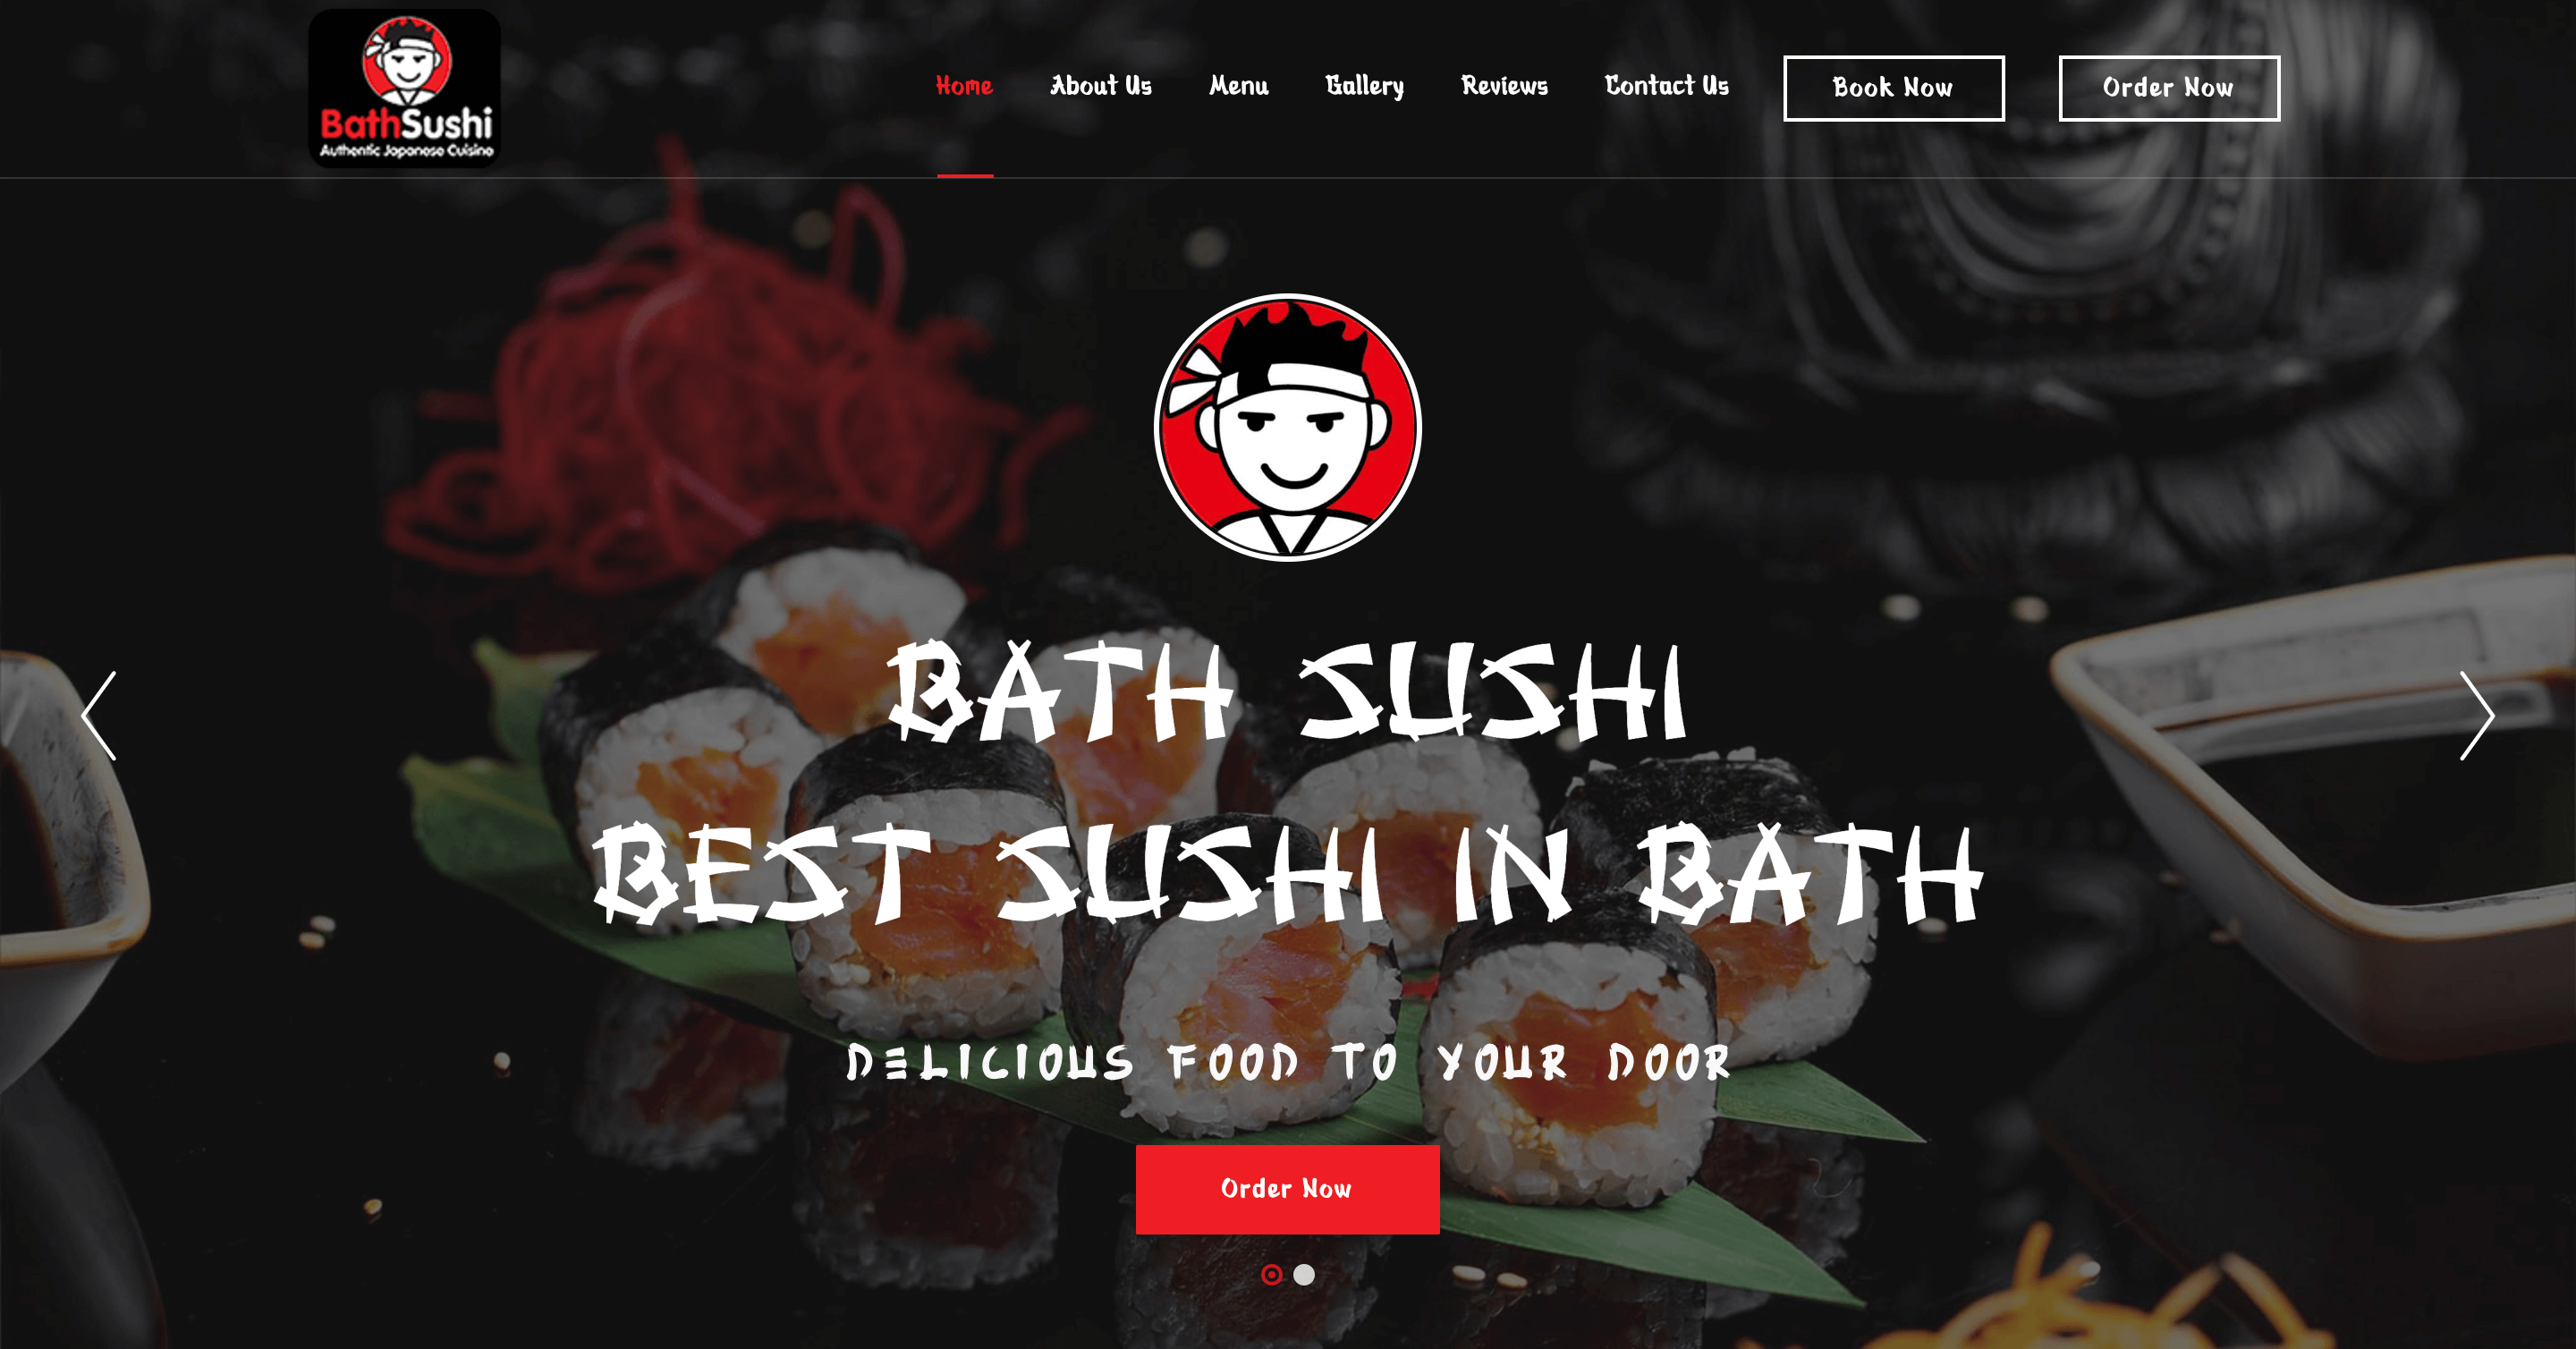 BathSushi
Authentic Japanese Cuisine
Home About Us Menu Gallery Reviews Contact Us Book Now Order Now
BATH SUSHI
BEST SUSHI IN BATH
DELICIOUS FOOD TO YOUR DOOR
Order Now